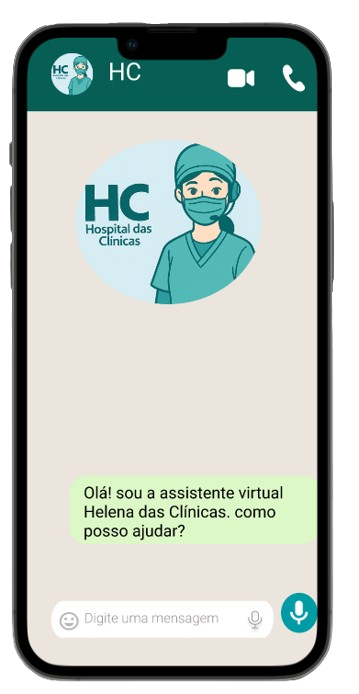 HC
HC
Hospital das
Clínicas
Olá! sou a assistente virtual
Helena das Clínicas. como
posso ajudar?
Digite uma mensagem